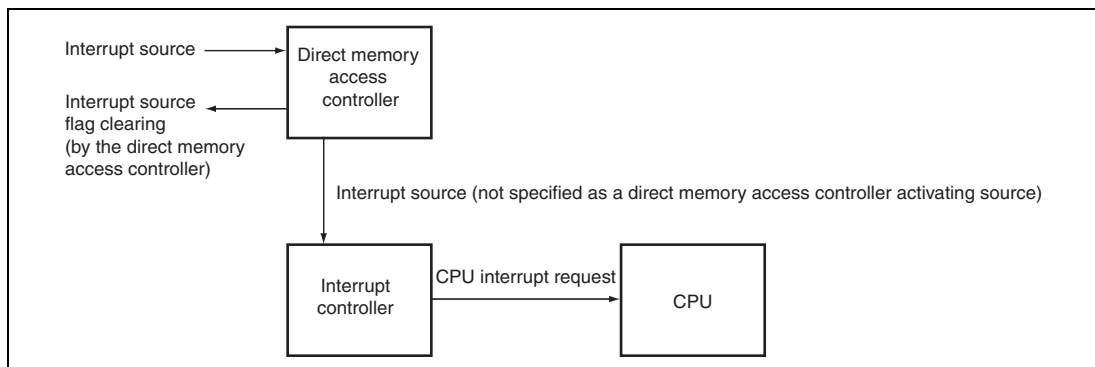 Interrupt source
Direct memory
access
controller
Interrupt source
flag clearing
(by the direct memory
access controller)
Interrupt source (not specified as a direct memory access controller activating source)
Interrupt
controller
CPU interrupt request
CPU